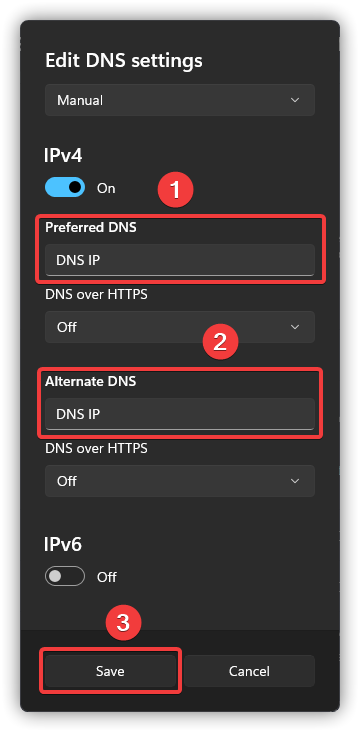 Edit DNS settings
Manual
IPv4
On
1
Preferred DNS
DNS IP
DNS over HTTPS
Off
2
Alternate DNS
DNS IP
DNS over HTTPS
Off
IPv6
Off
3
Save Cancel